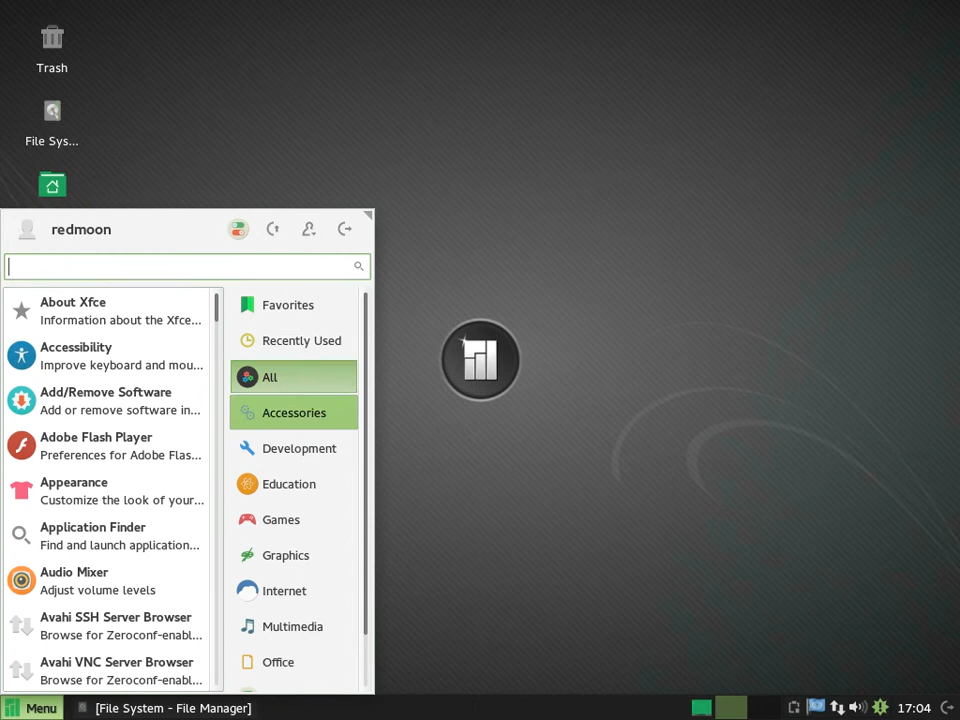 Trash
File Sys...
redmoon
About Xfce
Information about the Xfce...
Accessibility
Improve keyboard and mou...
Add/Remove Software
Add or remove software in...
Adobe Flash Player
Preferences for Adobe Flas...
Appearance
Customize the look of your...
Application Finder
Find and launch application...
Audio Mixer
Adjust volume levels
Avahi SSH Server Browser
Browse for Zeroconf-enabl...
Avahi VNC Server Browser
Browse for Zeroconf-enabl...
Favorites
Recently Used
All
Accessories
Development
Education
Games
Graphics
Internet
Multimedia
Office
Menu
[File System - File Manager]
17:04